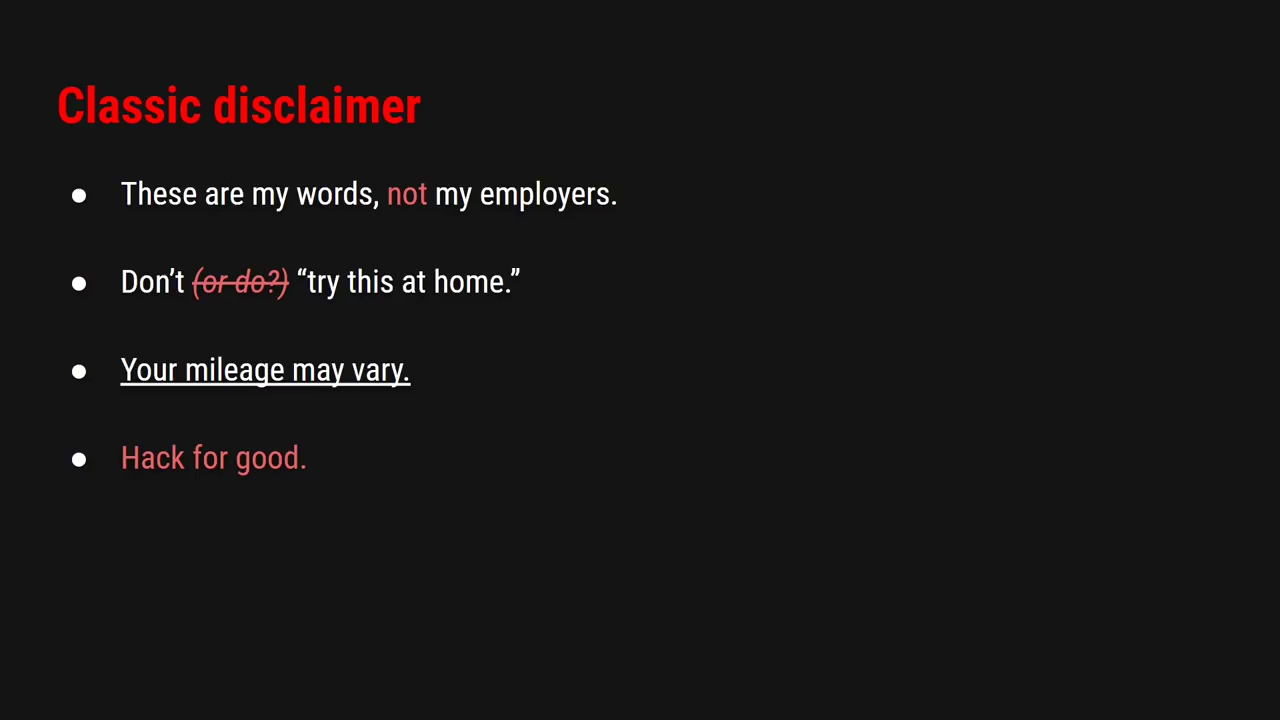 Classic disclaimer
● These are my words, not my employers.
● Don’t (or do?) “try this at home.”
● Your mileage may vary.
● Hack for good.